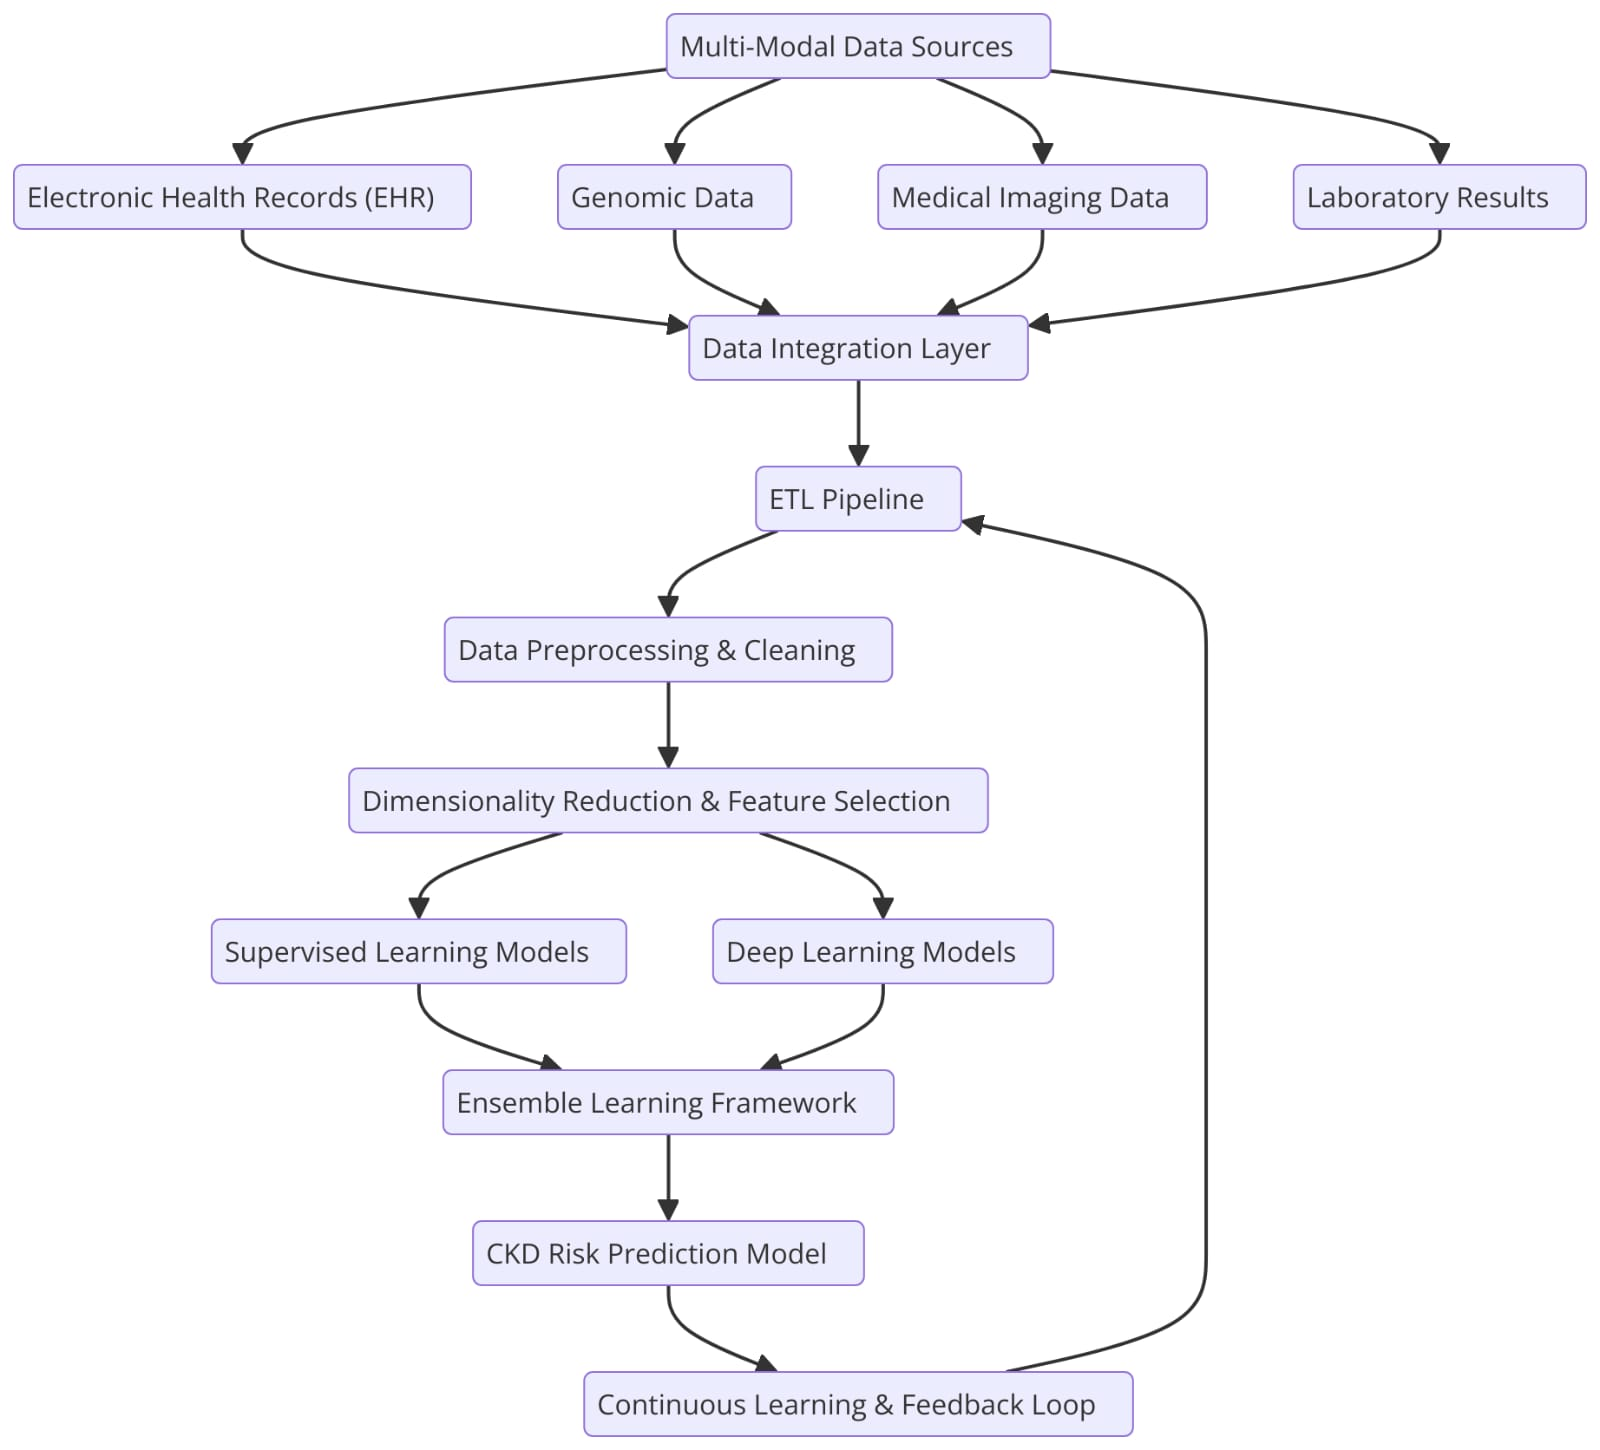 Multi-Modal Data Sources
Electronic Health Records (EHR)
Genomic Data
Medical Imaging Data
Laboratory Results
Data Integration Layer
ETL Pipeline
Data Preprocessing & Cleaning
Dimensionality Reduction & Feature Selection
Supervised Learning Models
Deep Learning Models
Ensemble Learning Framework
CKD Risk Prediction Model
Continuous Learning & Feedback Loop